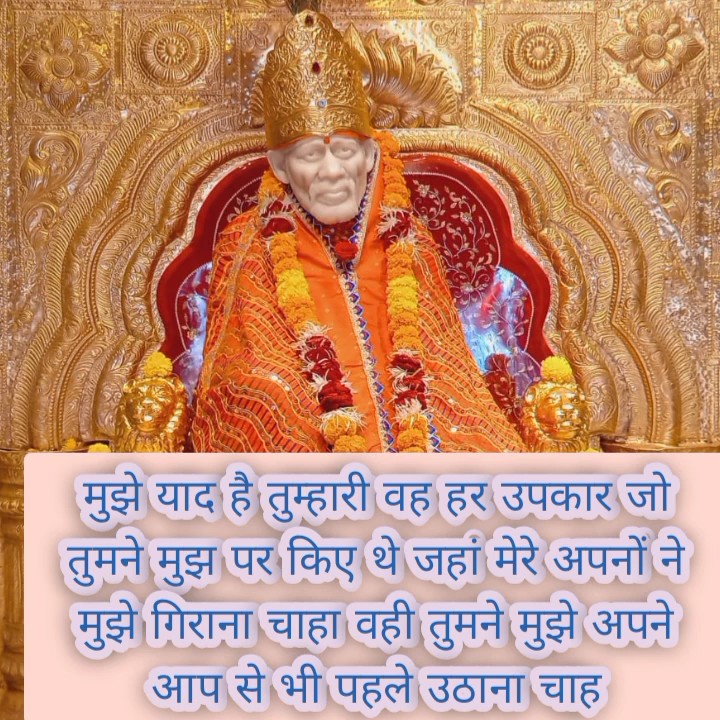 मुझे याद है तुम्हारी वह हर उपकार जो
तुमने मुझ पर किए थे जहां मेरे अपनों ने
मुझे गिराना चाहा वही तुमने मुझे अपने
आप से भी पहले उठाना चाह